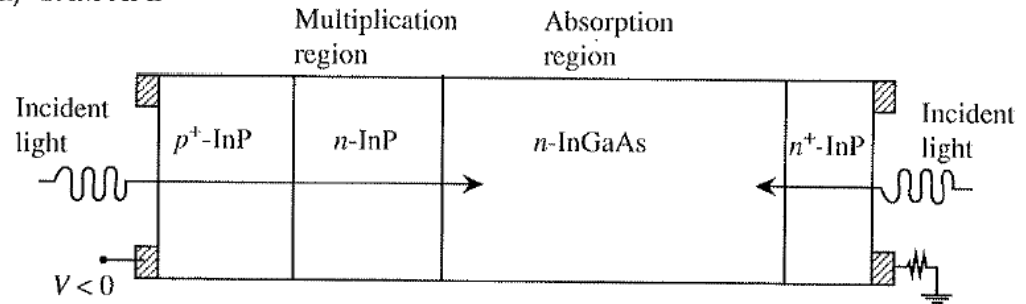 Multiplication
region
Absorption
region
Incident
light
p⁺-InP
n-InP
n-InGaAs
n⁺-InP
Incident
light
V < 0